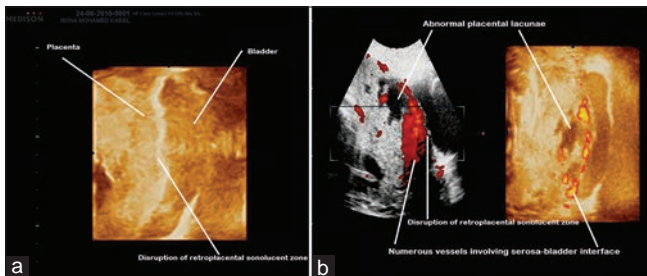 MEDISON
Placenta
Bladder
Disruption of retroplacental sonolucent zone
a
Abnormal placental lacunae
Disruption of retroplacental sonolucent zone
Numerous vessels involving serosa-bladder interface
b